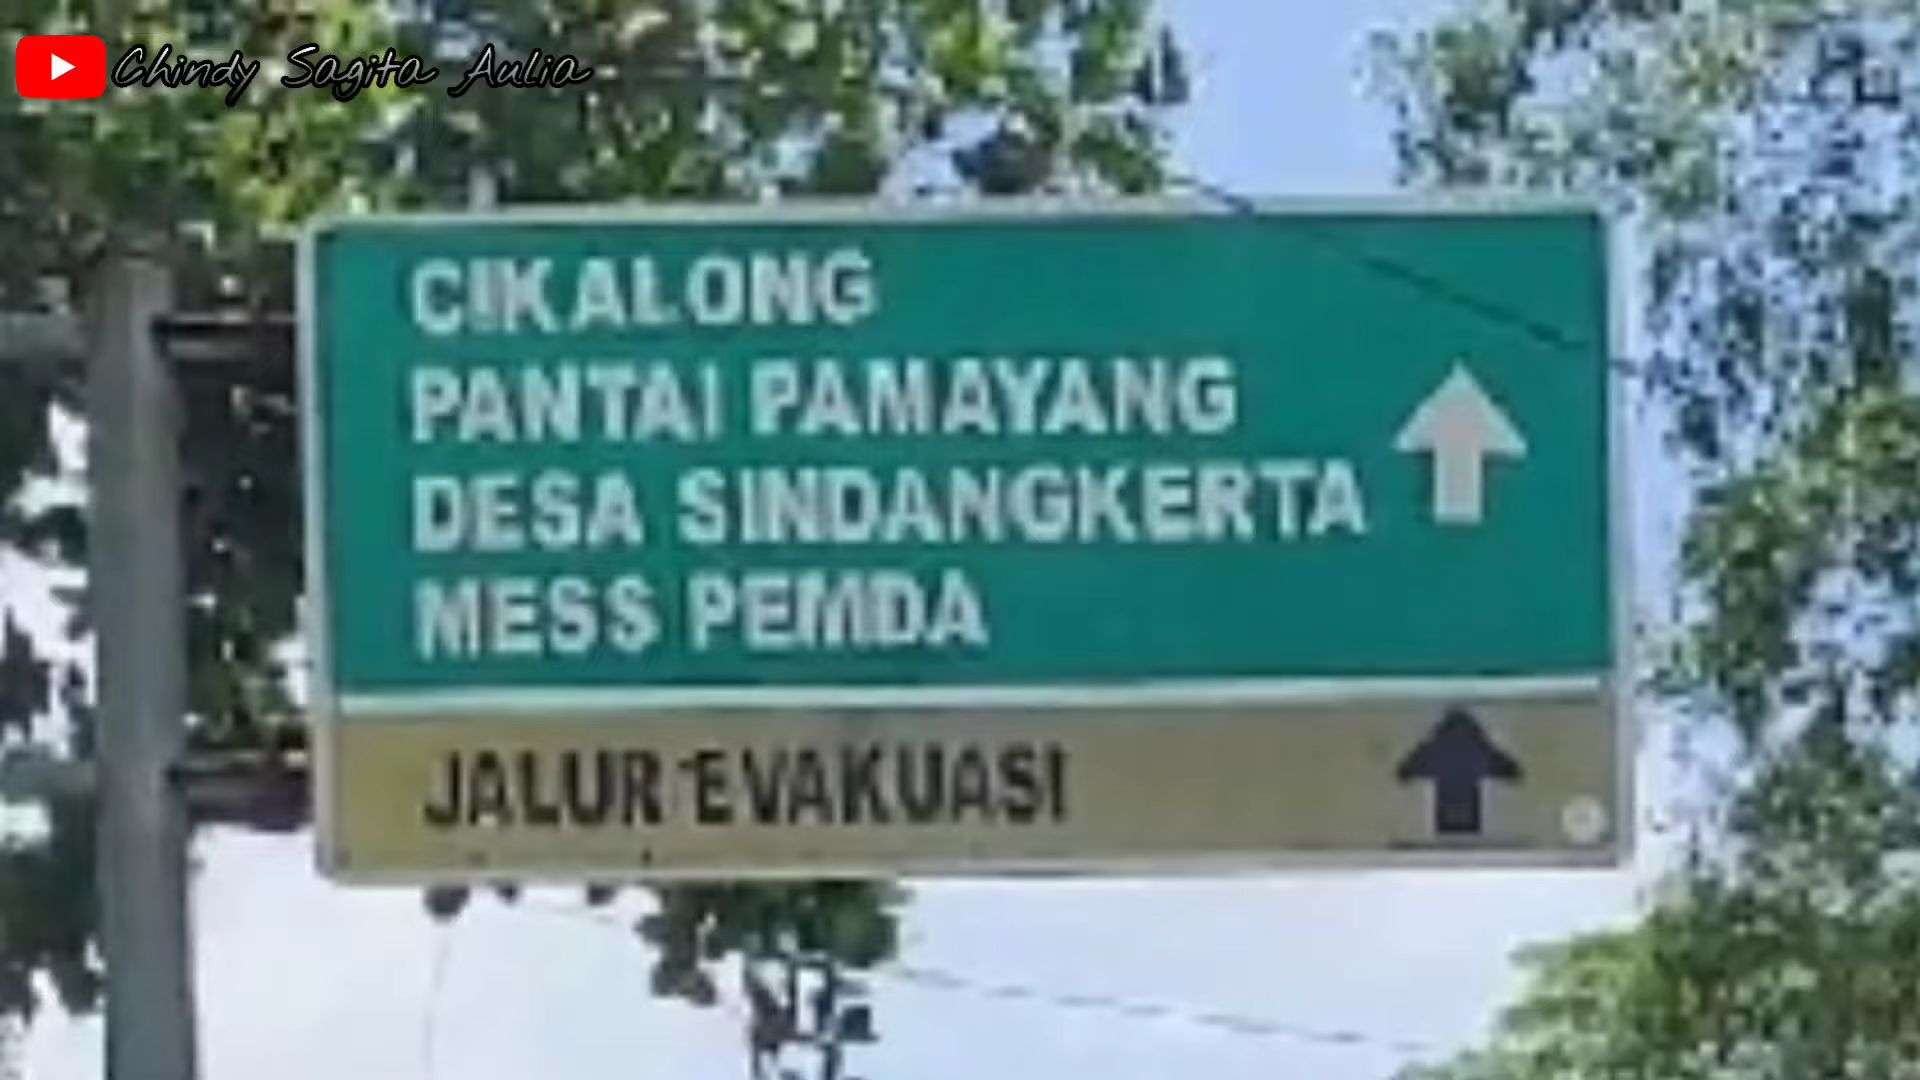 Chindy Sagita Aulia
CIKALONG
PANTAI PAMAYANG
DESA SINDANGKERTA
MESS PEMDA
JALUR EVAKUASI